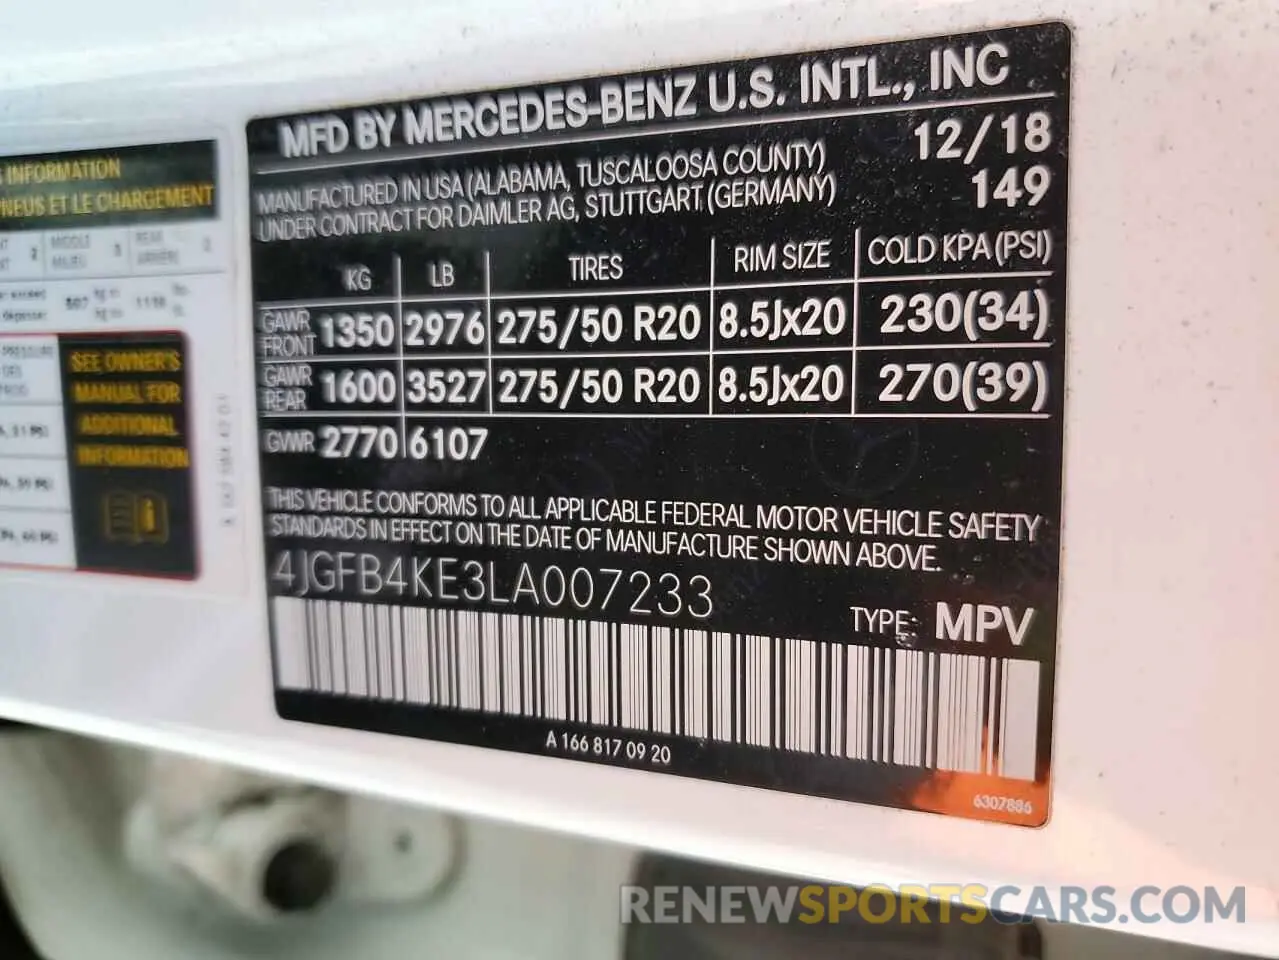 MFD BY MERCEDES-BENZ U.S. INTL., INC
MANUFACTURED IN USA (ALABAMA, TUSCALOOSA COUNTY) 12/18
UNDER CONTRACT FOR DAIMLER AG, STUTTGART (GERMANY) 149
KG LB TIRES RIM SIZE COLD KPA (PSI)
GAWR FRONT 1350 2976 275/50 R20 8.5Jx20 230(34)
GAWR REAR 1600 3527 275/50 R20 8.5Jx20 270(39)
GVWR 2770 6107
THIS VEHICLE CONFORMS TO ALL APPLICABLE FEDERAL MOTOR VEHICLE SAFETY
STANDARDS IN EFFECT ON THE DATE OF MANUFACTURE SHOWN ABOVE.
4JGFB4KE3LA007233
TYPE: MPV
A 166 817 09 20
6307886
INFORMATION
PNEUS ET LE CHARGEMENT
MIDDLE
REAR
SEE OWNER'S
MANUAL FOR
ADDITIONAL
INFORMATION
RENEWSPORTSCARS.COM